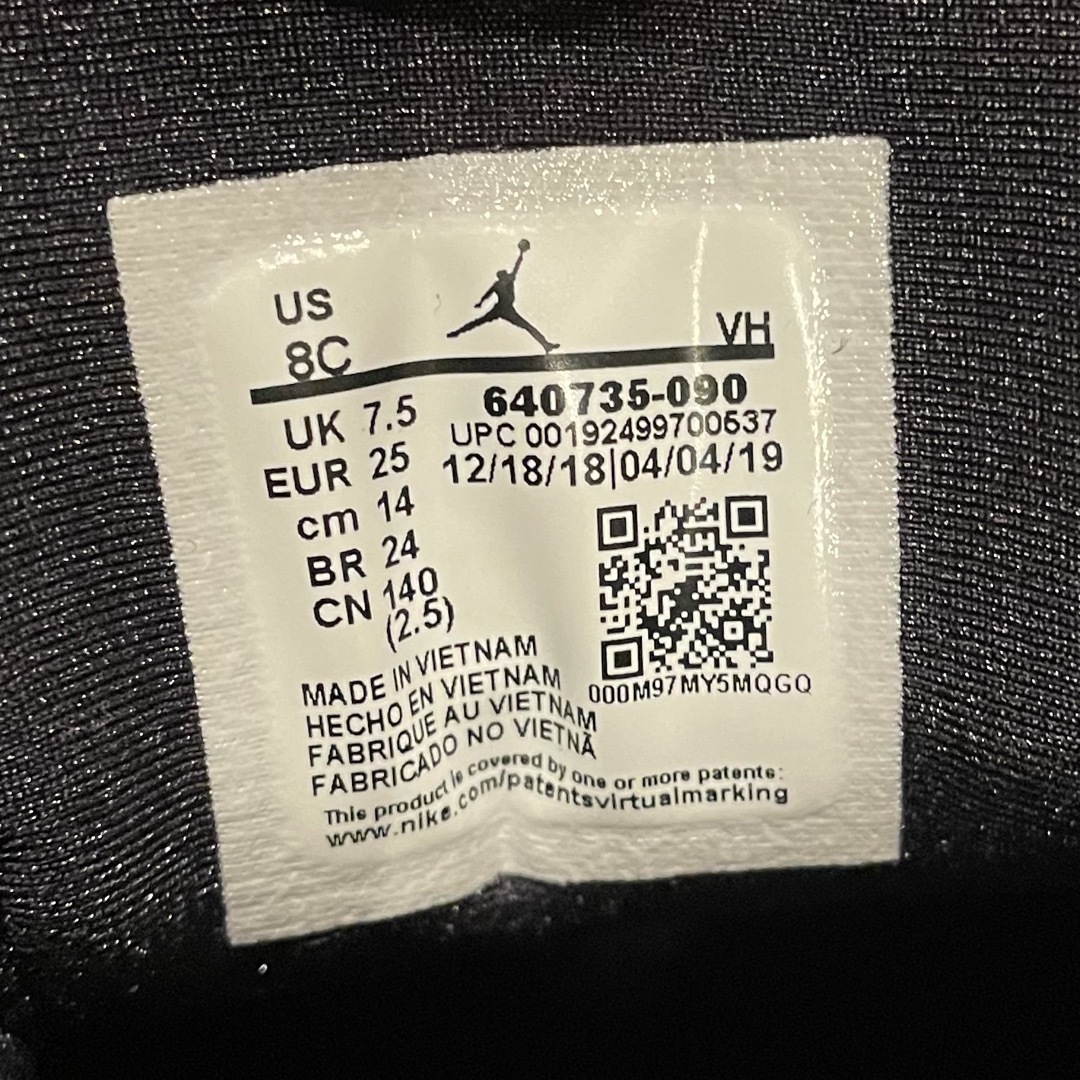 US
8C
VH
UK 7.5
EUR 25
cm 14
BR 24
CN 140
(2.5)
640735-090
UPC 00192499700537
12/18/18|04/04/19
000M97MY5MQGQ
MADE IN VIETNAM
HECHO EN VIETNAM
FABRIQUE AU VIETNAM
FABRICADO NO VIETNÃ
This product is covered by one or more patents:
www.nike.com/patentsvirtualmarking